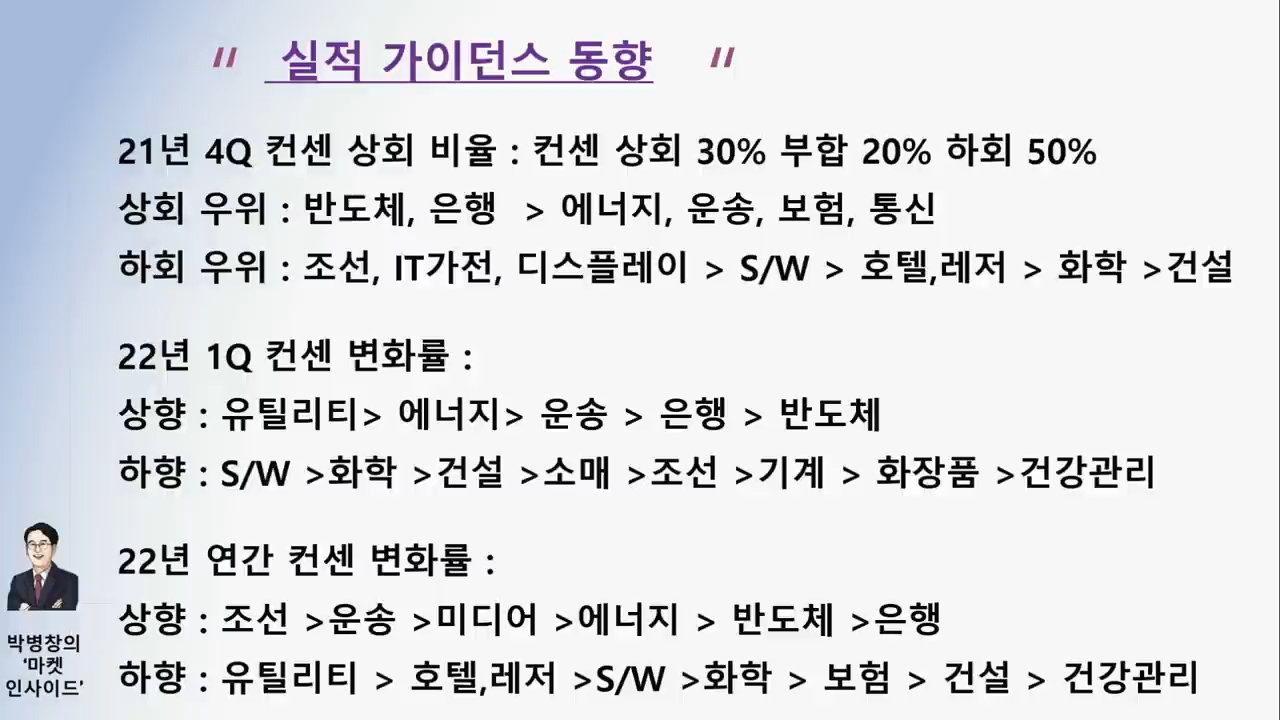 〃 실적 가이던스 동향 〃
21년 4Q 컨센 상회 비율 : 컨센 상회 30% 부합 20% 하회 50%
상회 우위 : 반도체, 은행 > 에너지, 운송, 보험, 통신
하회 우위 : 조선, IT가전, 디스플레이 > S/W > 호텔,레저 > 화학 >건설
22년 1Q 컨센 변화률 :
상향 : 유틸리티> 에너지> 운송 > 은행 > 반도체
하향 : S/W >화학 >건설 >소매 >조선 >기계 > 화장품 >건강관리
22년 연간 컨센 변화률 :
상향 : 조선 >운송 >미디어 >에너지 > 반도체 >은행
하향 : 유틸리티 > 호텔,레저 >S/W >화학 > 보험 > 건설 > 건강관리
박병창의
‘마켓
인사이드’